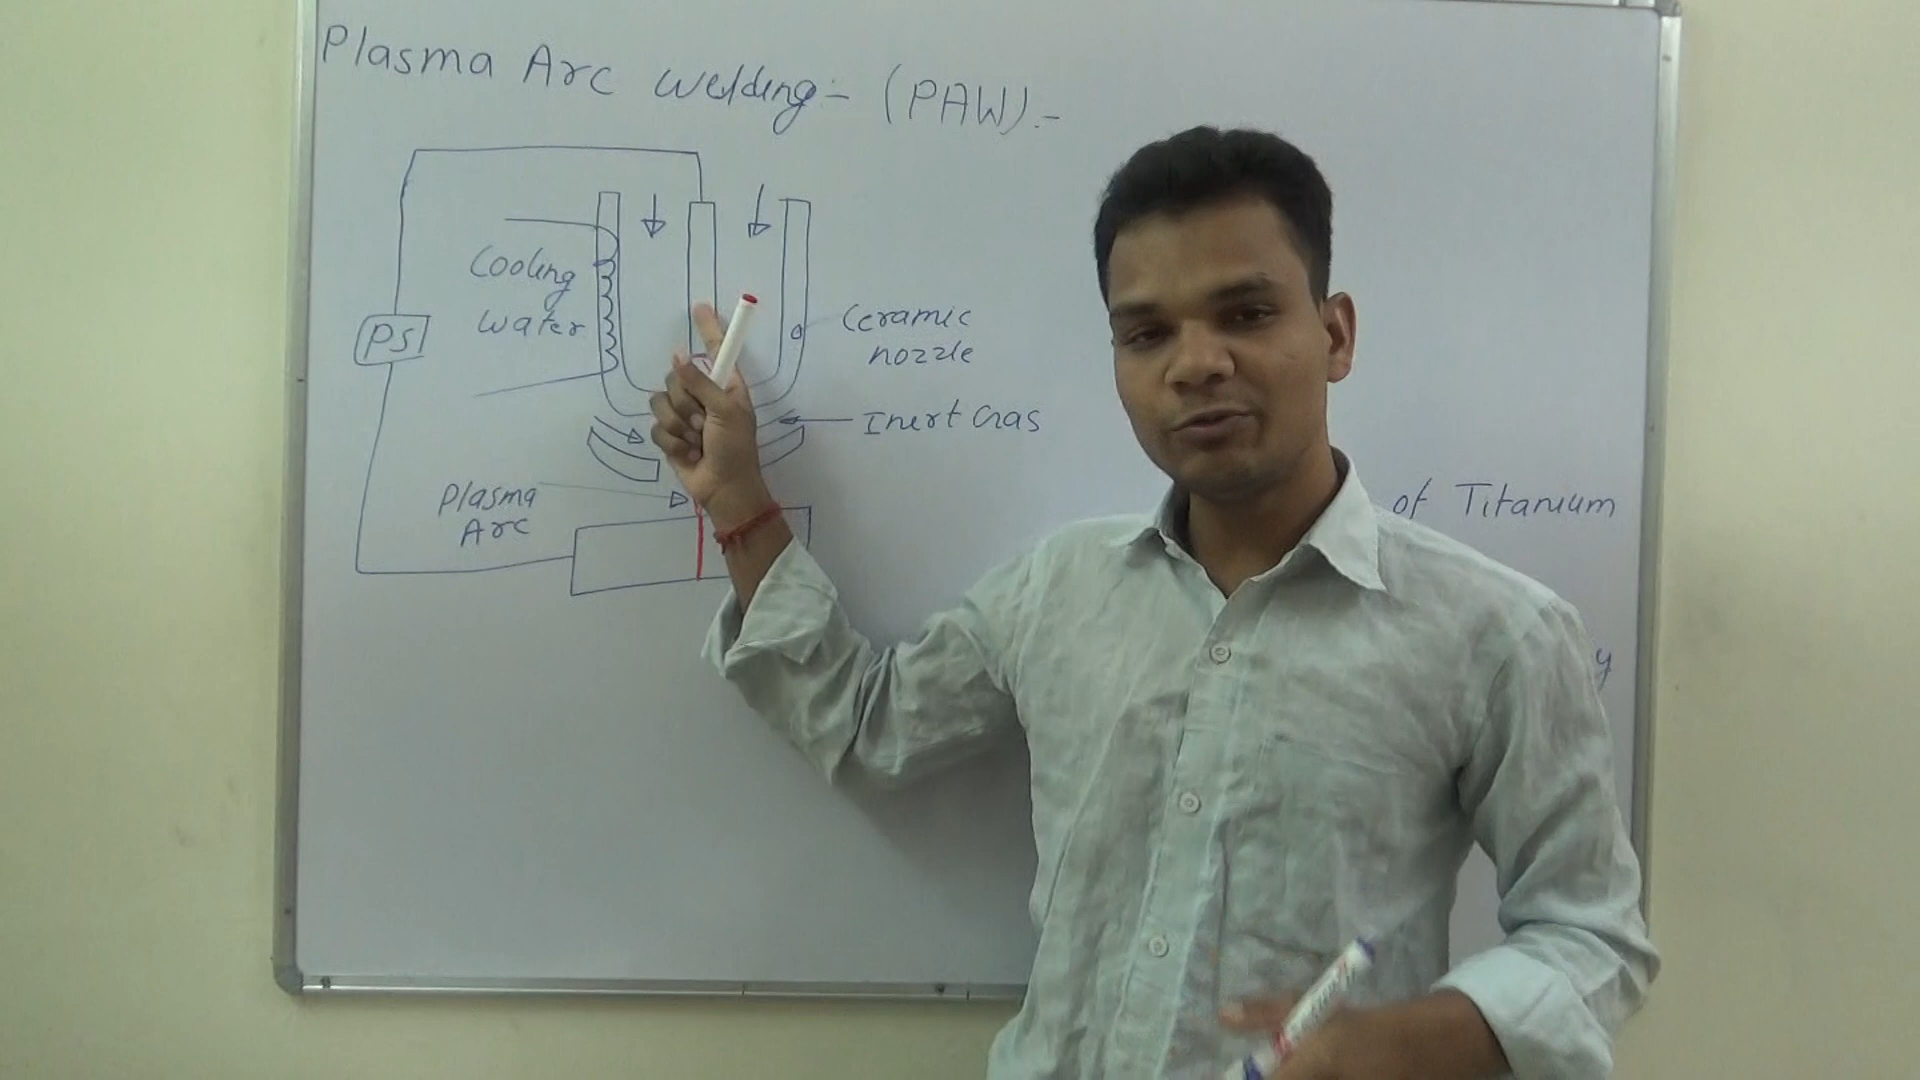 Plasma Arc Welding:- (PAW):-
Cooling
Water
PS
Ceramic
nozzle
Inert Gas
Plasma
Arc
of Titanium
y